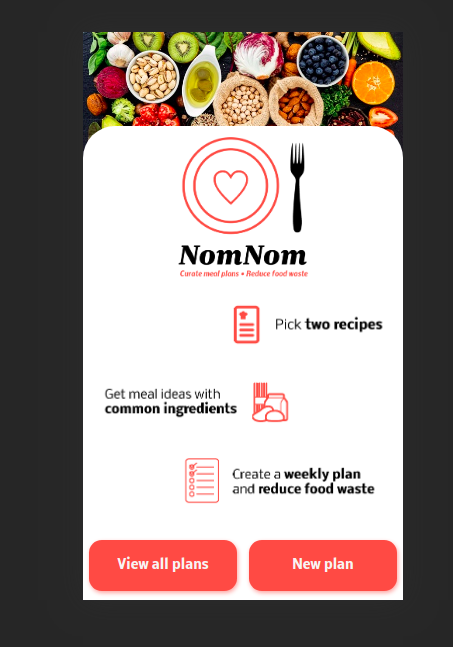 NomNom
Curate meal plans • Reduce food waste
Pick two recipes
Get meal ideas with
common ingredients
Create a weekly plan
and reduce food waste
View all plans
New plan